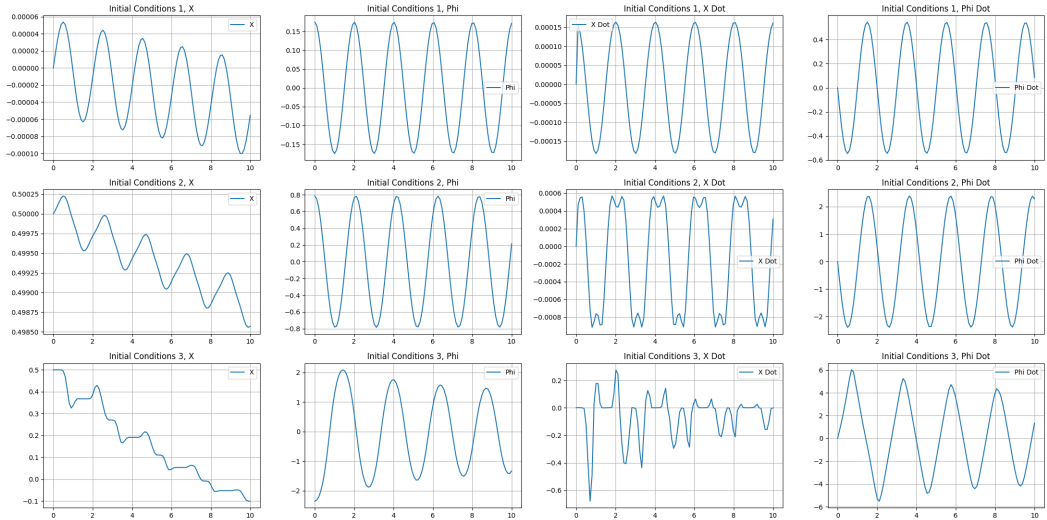 Initial Conditions 1, X
0.00006
0.00004
0.00002
0.00000
−0.00002
−0.00004
−0.00006
−0.00008
−0.00010
0 2 4 6 8 10
X
Initial Conditions 1, Phi
0.15
0.10
0.05
0.00
−0.05
−0.10
−0.15
0 2 4 6 8 10
Phi
Initial Conditions 1, X Dot
0.00015
0.00010
0.00005
0.00000
−0.00005
−0.00010
−0.00015
0 2 4 6 8 10
X Dot
Initial Conditions 1, Phi Dot
0.4
0.2
0.0
−0.2
−0.4
−0.6
0 2 4 6 8 10
Phi Dot
Initial Conditions 2, X
0.50025
0.50000
0.49975
0.49950
0.49925
0.49900
0.49875
0.49850
0 2 4 6 8 10
X
Initial Conditions 2, Phi
0.8
0.6
0.4
0.2
0.0
−0.2
−0.4
−0.6
−0.8
0 2 4 6 8 10
Phi
Initial Conditions 2, X Dot
0.0006
0.0004
0.0002
0.0000
−0.0002
−0.0004
−0.0006
−0.0008
0 2 4 6 8 10
X Dot
Initial Conditions 2, Phi Dot
2
1
0
−1
−2
0 2 4 6 8 10
Phi Dot
Initial Conditions 3, X
0.5
0.4
0.3
0.2
0.1
0.0
−0.1
0 2 4 6 8 10
X
Initial Conditions 3, Phi
2
1
0
−1
−2
0 2 4 6 8 10
Phi
Initial Conditions 3, X Dot
0.2
0.0
−0.2
−0.4
−0.6
0 2 4 6 8 10
X Dot
Initial Conditions 3, Phi Dot
6
4
2
0
−2
−4
−6
0 2 4 6 8 10
Phi Dot